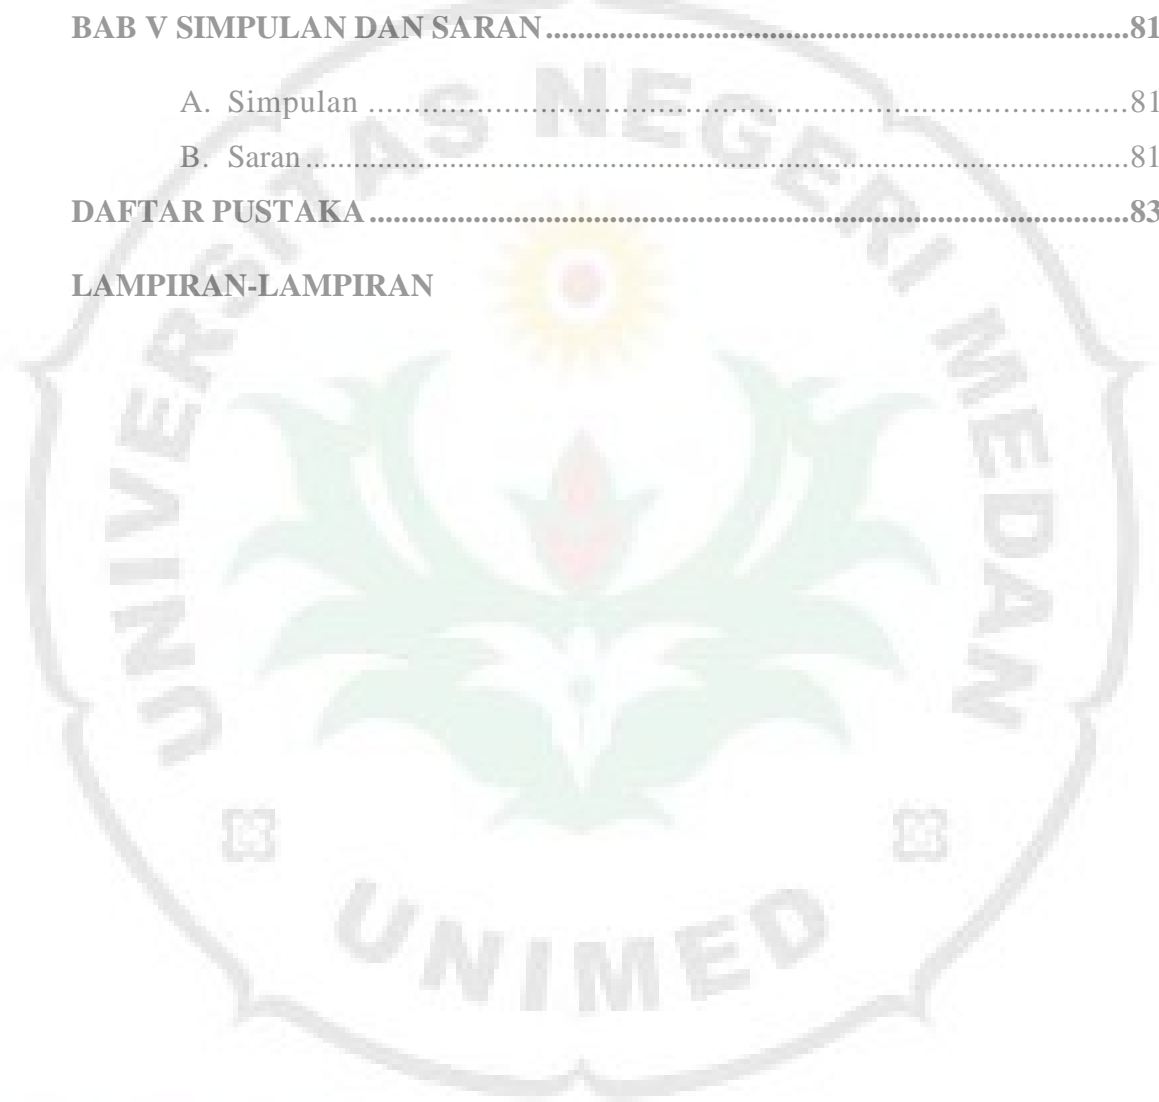 BAB V SIMPULAN DAN SARAN ........................................................................81
A. Simpulan ....................................................................................81
B. Saran ...........................................................................................81
DAFTAR PUSTAKA ..............................................................................................83
LAMPIRAN-LAMPIRAN
UNIVERSITAS NEGERI MEDAN
UNIMED